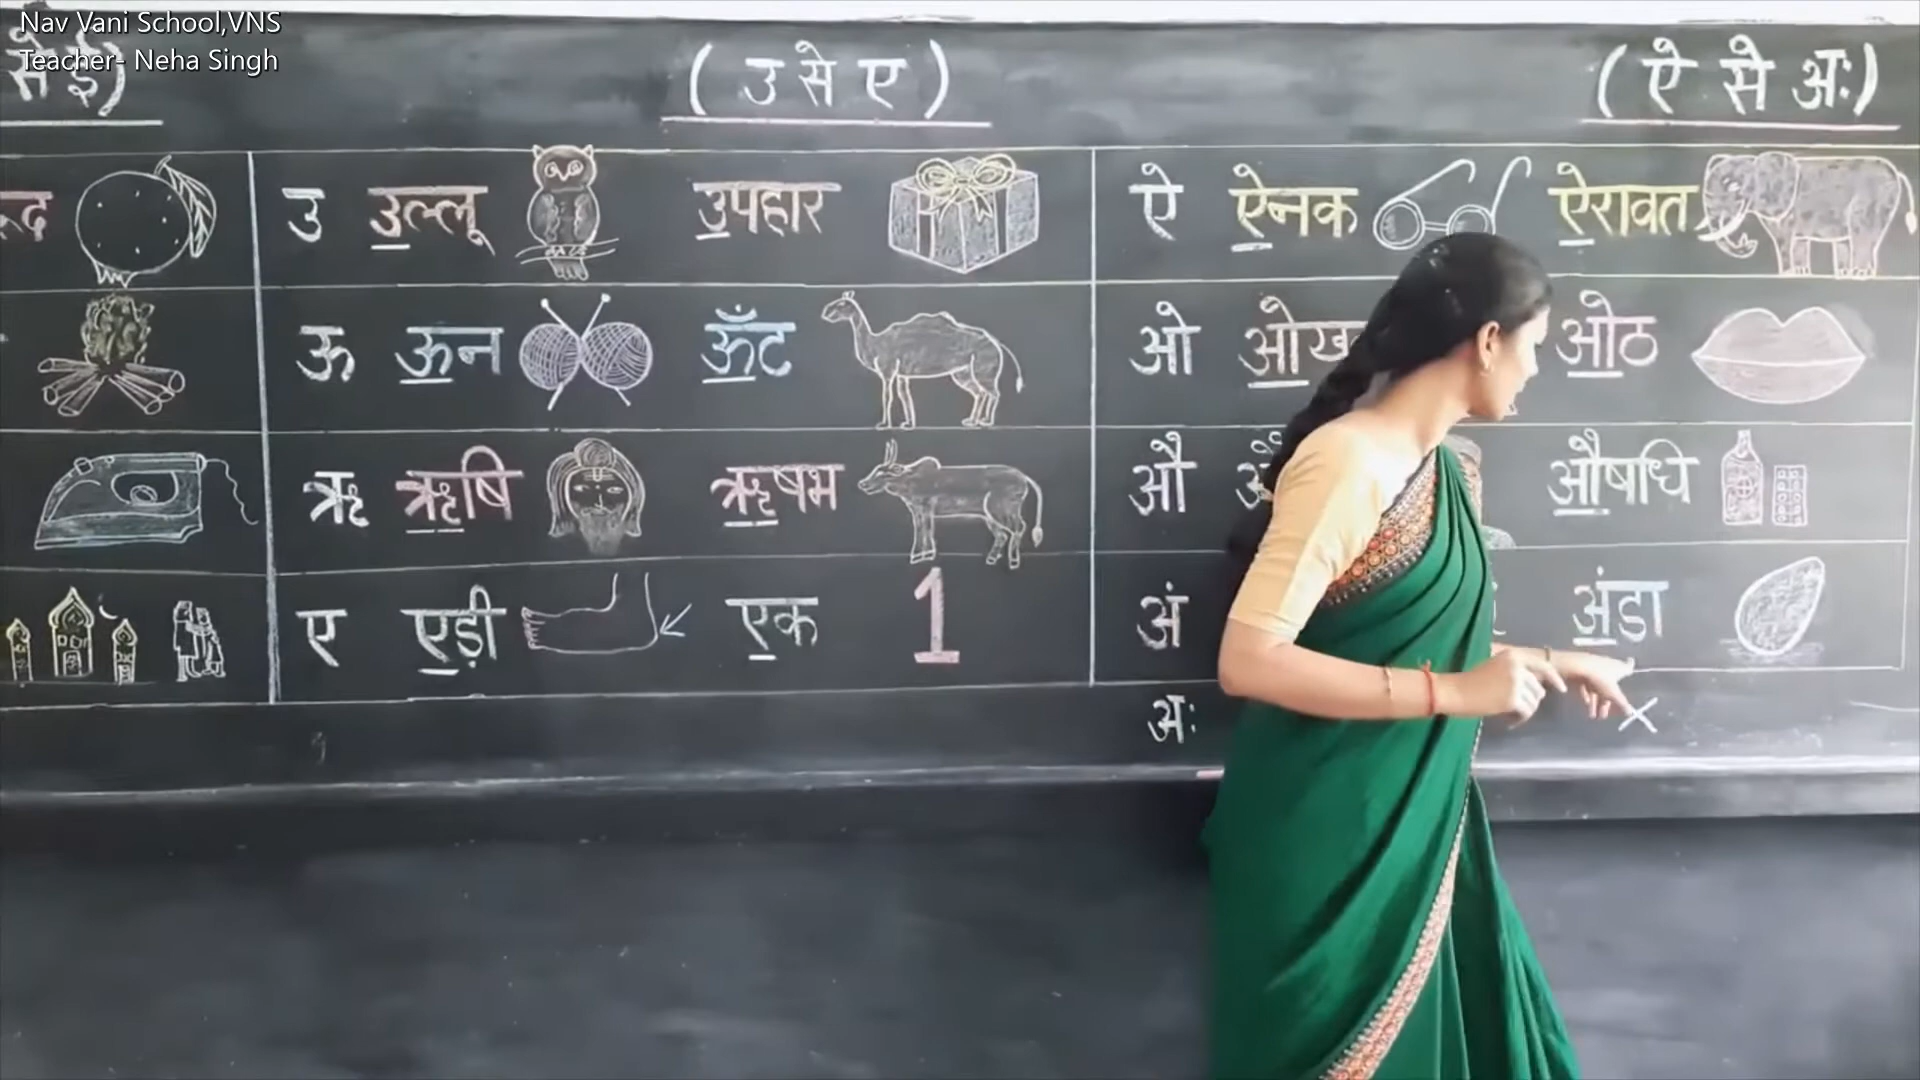 Nav Vani School,VNS
Teacher- Neha Singh
से ई)
( उ से ए )
( ऐ से अः)
उ उल्लू उपहार
ऐ ऐनक ऐरावत
ऊ ऊन ऊँट
ओ ओठ
ऋ ऋषि ऋषभ
औ औषधि
ए एड़ी एक 1
अं अंडा
अः ×